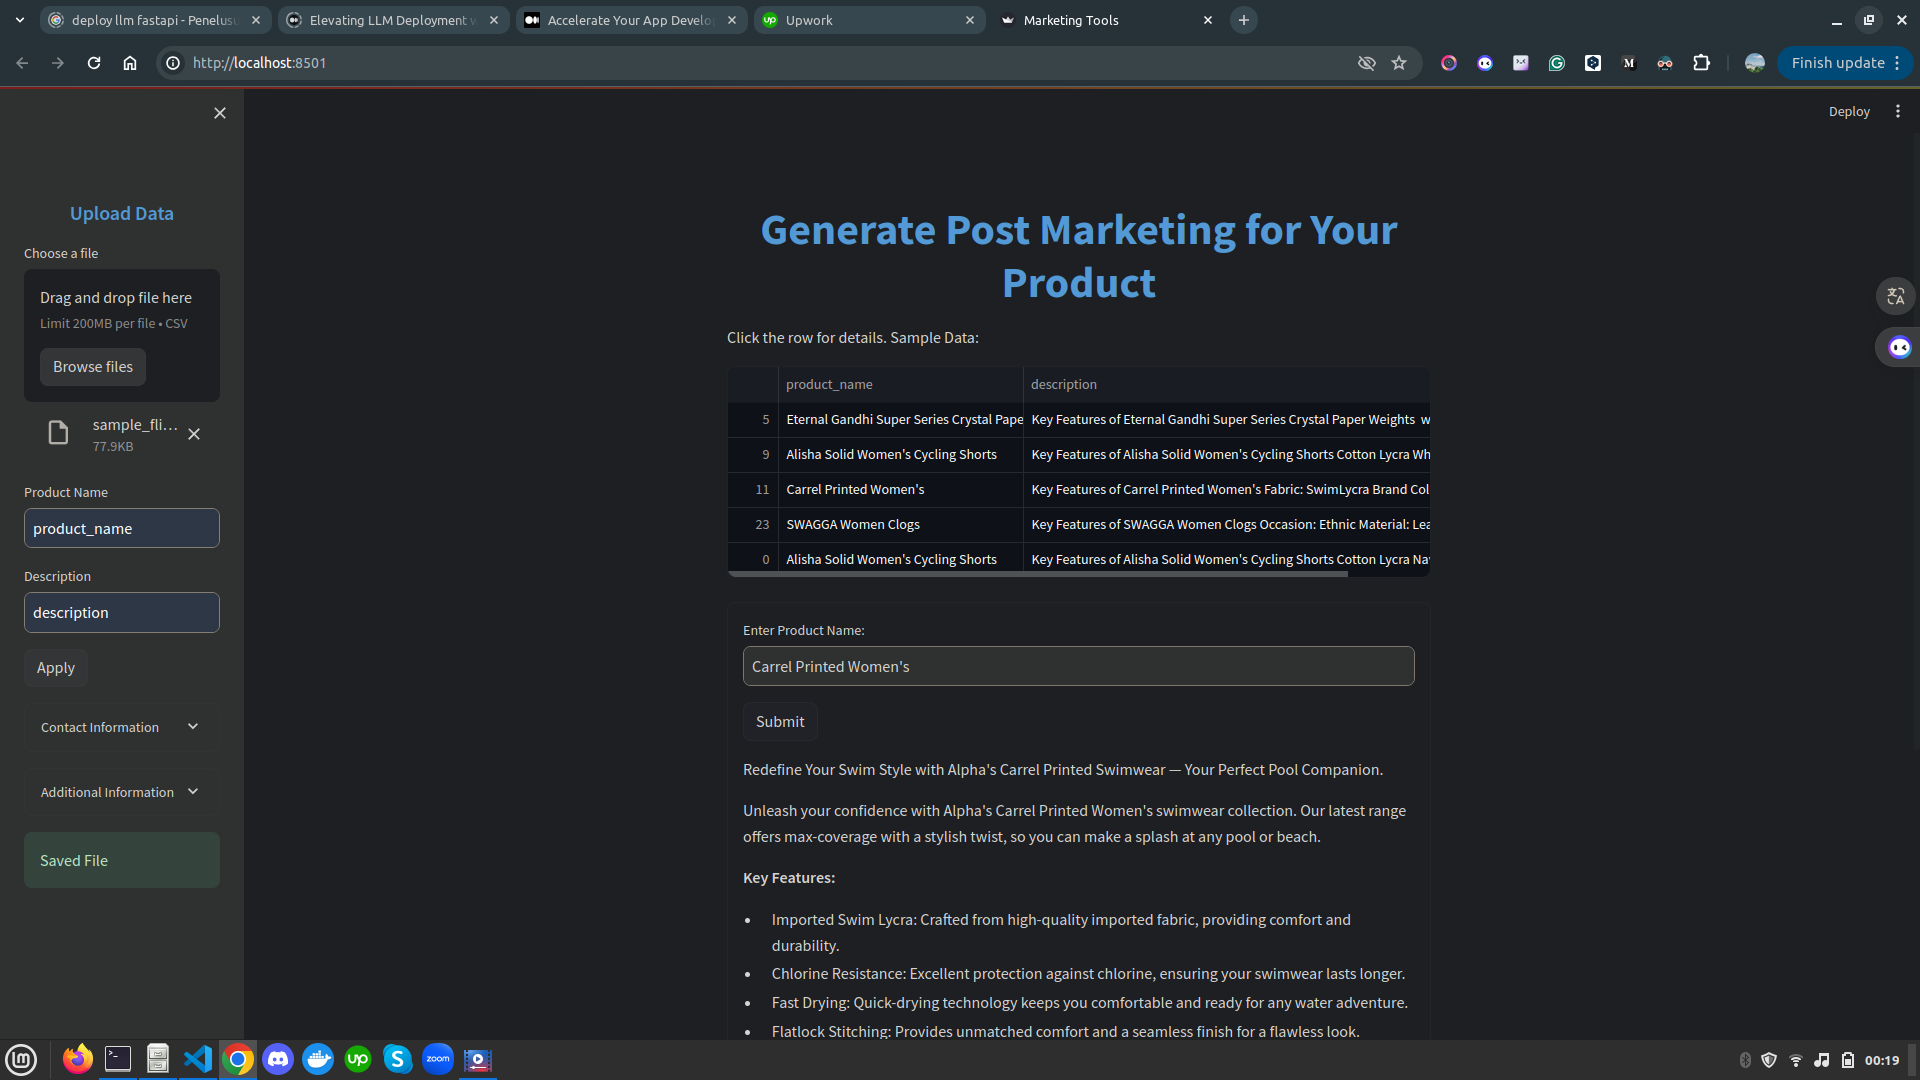 deploy llm fastapi - Penelus
Elevating LLM Deployment w
Accelerate Your App Develo
Upwork
Marketing Tools
http://localhost:8501
Finish update
Deploy
Upload Data
Choose a file
Drag and drop file here
Limit 200MB per file • CSV
Browse files
sample_fli...
77.9KB
Product Name
product_name
Description
description
Apply
Contact Information
Additional Information
Saved File
Generate Post Marketing for Your
Product
Click the row for details. Sample Data:
product_name description
5 Eternal Gandhi Super Series Crystal Pape Key Features of Eternal Gandhi Super Series Crystal Paper Weights w
9 Alisha Solid Women's Cycling Shorts Key Features of Alisha Solid Women's Cycling Shorts Cotton Lycra Wh
11 Carrel Printed Women's Key Features of Carrel Printed Women's Fabric: SwimLycra Brand Col
23 SWAGGA Women Clogs Key Features of SWAGGA Women Clogs Occasion: Ethnic Material: Lea
0 Alisha Solid Women's Cycling Shorts Key Features of Alisha Solid Women's Cycling Shorts Cotton Lycra Na
Enter Product Name:
Carrel Printed Women's
Submit
Redefine Your Swim Style with Alpha's Carrel Printed Swimwear — Your Perfect Pool Companion.
Unleash your confidence with Alpha's Carrel Printed Women's swimwear collection. Our latest range
offers max-coverage with a stylish twist, so you can make a splash at any pool or beach.
Key Features:
• Imported Swim Lycra: Crafted from high-quality imported fabric, providing comfort and
durability.
• Chlorine Resistance: Excellent protection against chlorine, ensuring your swimwear lasts longer.
• Fast Drying: Quick-drying technology keeps you comfortable and ready for any water adventure.
• Flatlock Stitching: Provides unmatched comfort and a seamless finish for a flawless look.
up
zoom
00:19